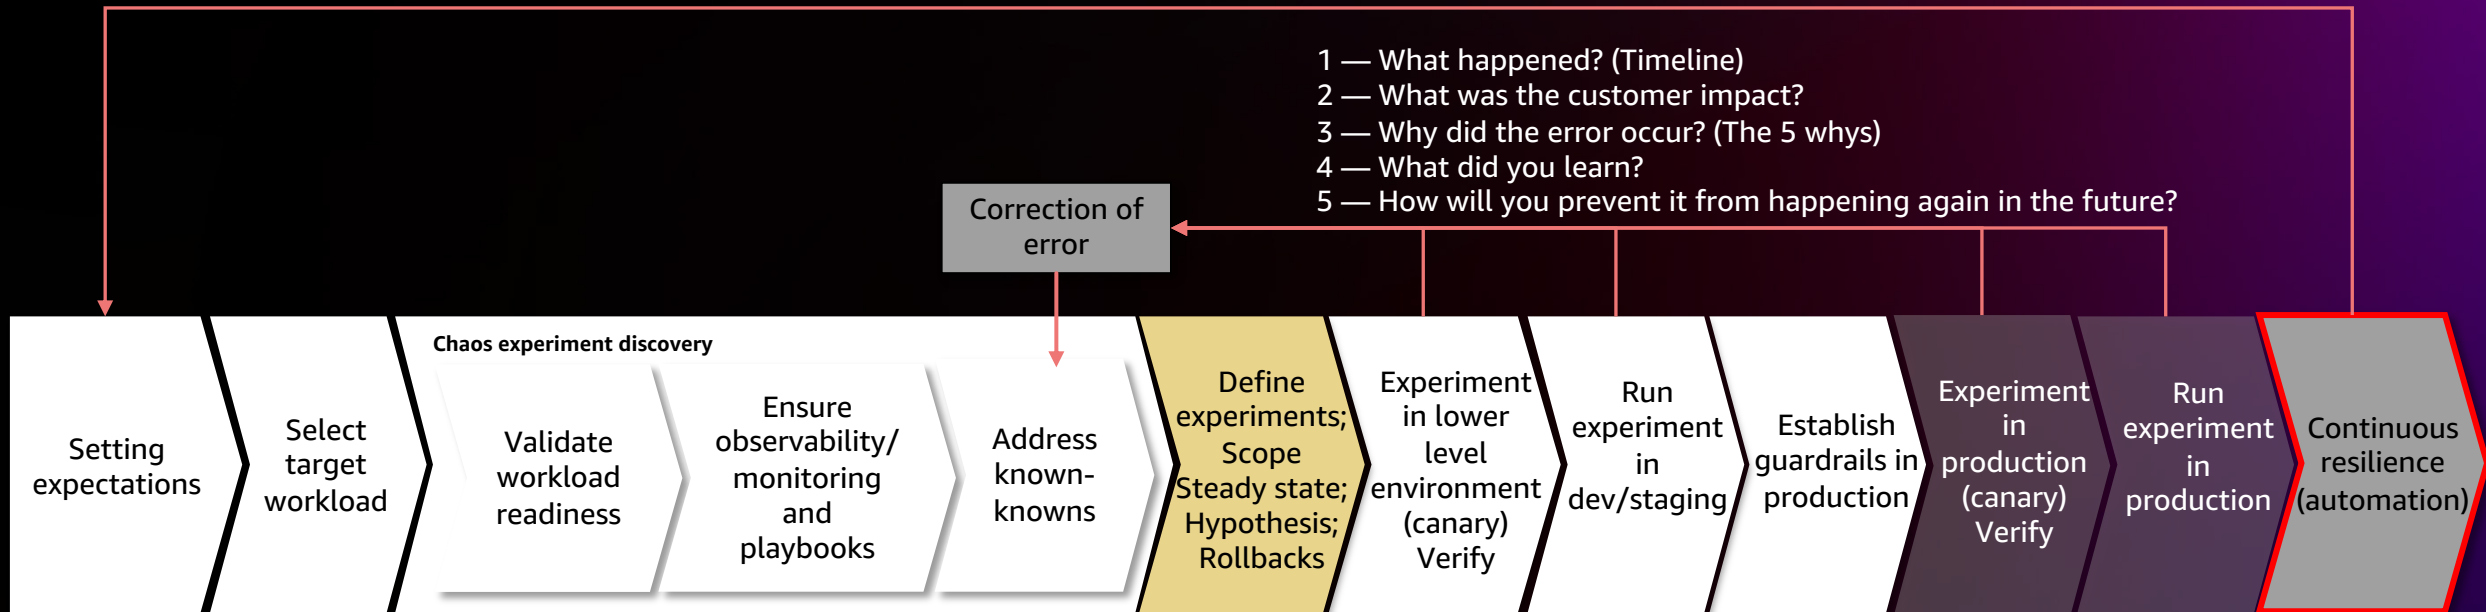 1 — What happened? (Timeline)
2 — What was the customer impact?
3 — Why did the error occur? (The 5 whys)
4 — What did you learn?
5 — How will you prevent it from happening again in the future?
Correction of
error
Setting
expectations
Select
target
workload
Chaos experiment discovery
Validate
workload
readiness
Ensure
observability/
monitoring
and
playbooks
Address
known-
knowns
Define
experiments;
Scope
Steady state;
Hypothesis;
Rollbacks
Experiment
in lower
level
environment
(canary)
Verify
Run
experiment
in
dev/staging
Establish
guardrails in
production
Experiment
in
production
(canary)
Verify
Run
experiment
in
production
Continuous
resilience
(automation)